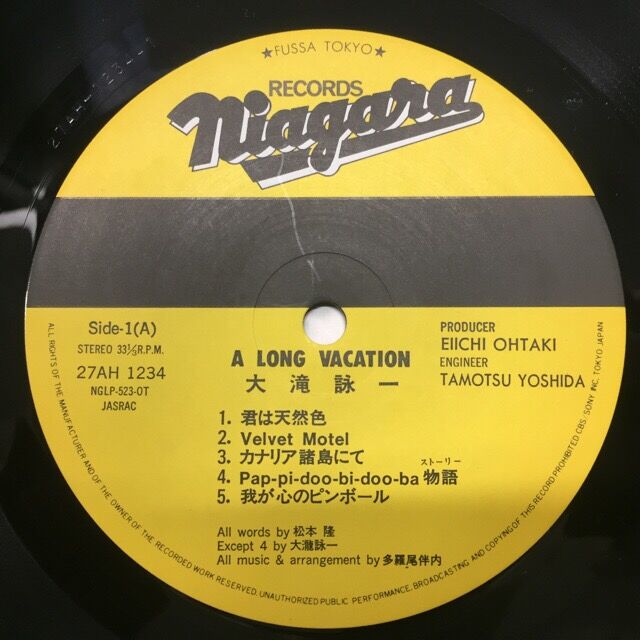 ★FUSSA TOKYO★
RECORDS
Niagara
Side-1(A)
STEREO 33⅓R.P.M.
27AH 1234
NGLP-523-OT
JASRAC
PRODUCER
EIICHI OHTAKI
ENGINEER
TAMOTSU YOSHIDA
A LONG VACATION
大滝詠一
1. 君は天然色
2. Velvet Motel
3. カナリア諸島にて
ストーリー
4. Pap-pi-doo-bi-doo-ba 物語
5. 我が心のピンボール
All words by 松本 隆
Except 4 by 大瀧詠一
All music & arrangement by 多羅尾伴内
ALL RIGHTS OF THE MANUFACTURER AND OF THE OWNER OF THE RECORDED WORK RESERVED. UNAUTHORIZED PUBLIC PERFORMANCE, BROADCASTING AND COPYING OF THIS RECORD PROHIBITED CBS/SONY INC. TOKYO JAPAN